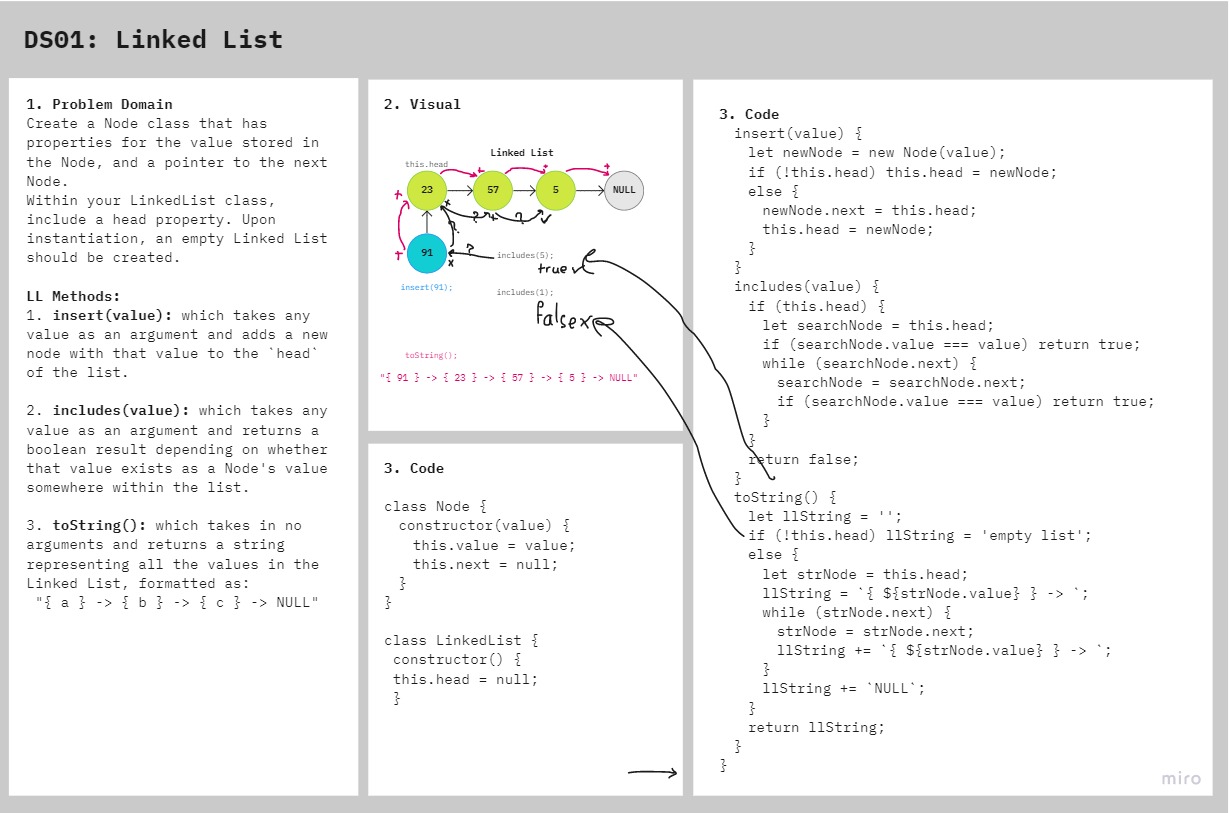 DS01: Linked List
1. Problem Domain
Create a Node class that has
properties for the value stored in
the Node, and a pointer to the next
Node.
Within your LinkedList class,
include a head property. Upon
instantiation, an empty Linked List
should be created.
LL Methods:
1. insert(value): which takes any
value as an argument and adds a new
node with that value to the `head`
of the list.
2. includes(value): which takes any
value as an argument and returns a
boolean result depending on whether
that value exists as a Node's value
somewhere within the list.
3. toString(): which takes in no
arguments and returns a string
representing all the values in the
Linked List, formatted as:
"{ a } -> { b } -> { c } -> NULL"
2. Visual
Linked List
this.head
+ + + +
23 57 5 NULL
x ? x ? ✓
+ ?
91 ? includes(5);
x true ✓
insert(91); includes(1);
false x
toString();
"{ 91 } -> { 23 } -> { 57 } -> { 5 } -> NULL"
3. Code
class Node {
constructor(value) {
this.value = value;
this.next = null;
}
}
class LinkedList {
constructor() {
this.head = null;
}
3. Code
insert(value) {
let newNode = new Node(value);
if (!this.head) this.head = newNode;
else {
newNode.next = this.head;
this.head = newNode;
}
}
includes(value) {
if (this.head) {
let searchNode = this.head;
if (searchNode.value === value) return true;
while (searchNode.next) {
searchNode = searchNode.next;
if (searchNode.value === value) return true;
}
}
return false;
}
toString() {
let llString = '';
if (!this.head) llString = 'empty list';
else {
let strNode = this.head;
llString = `{ ${strNode.value} } -> `;
while (strNode.next) {
strNode = strNode.next;
llString += `{ ${strNode.value} } -> `;
}
llString += `NULL`;
}
return llString;
}
}
miro